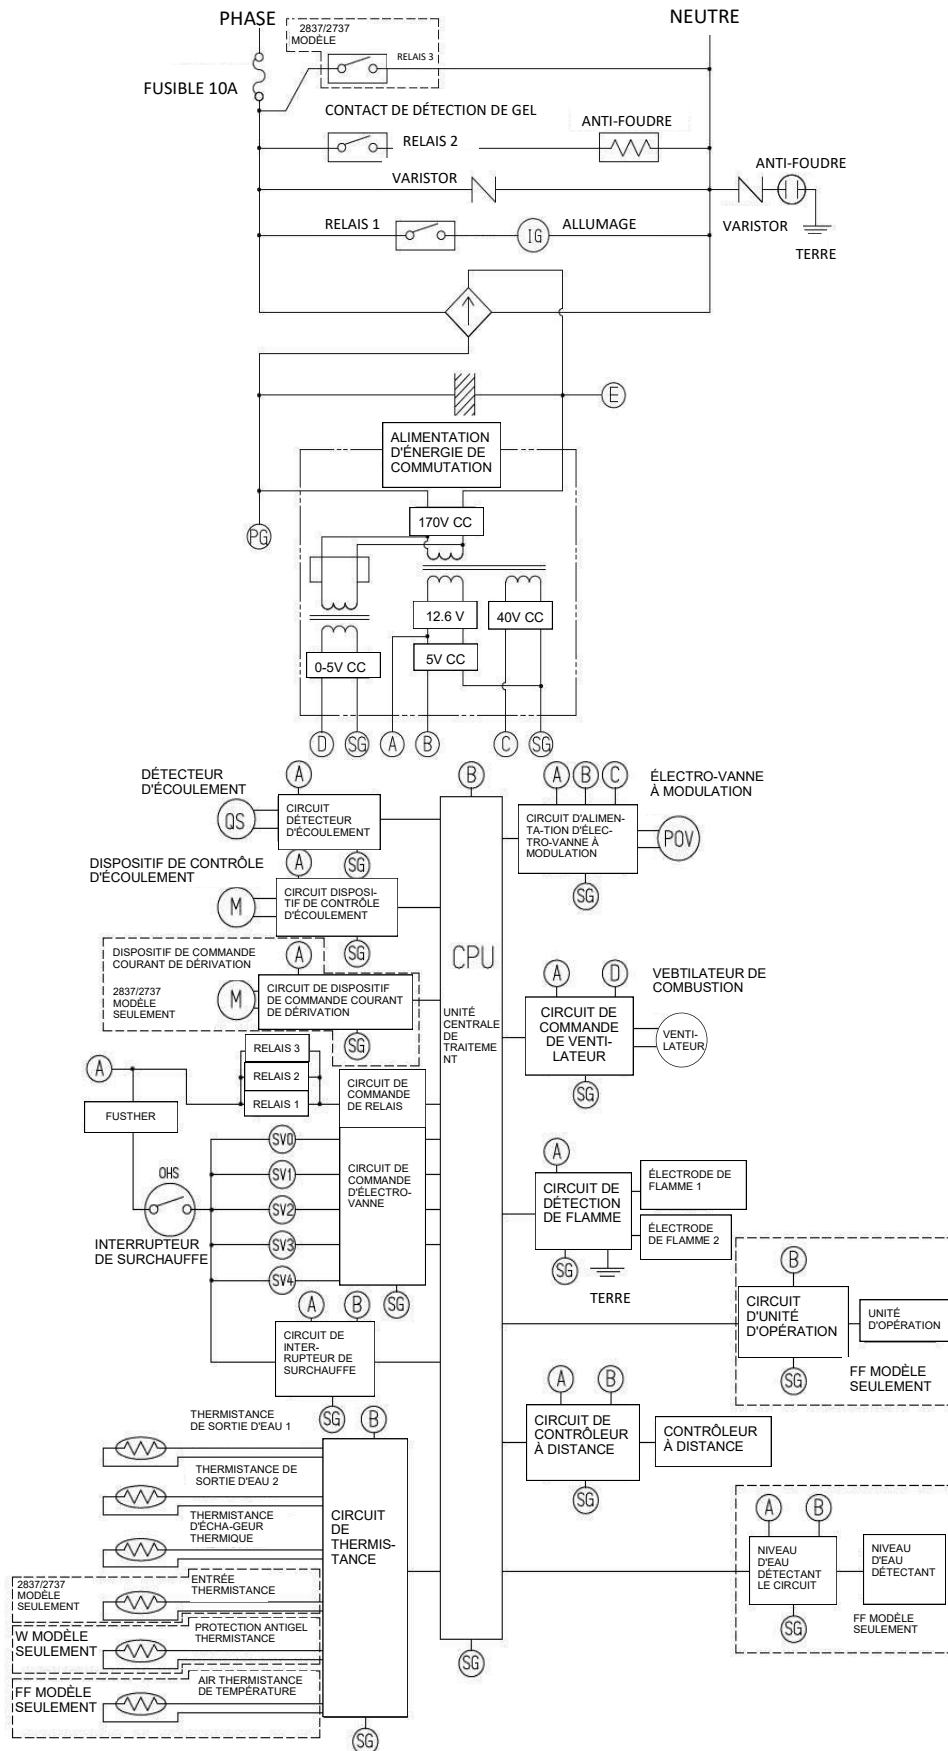 PHASE
NEUTRE
2837/2737
MODÈLE
RELAIS 3
FUSIBLE 10A
CONTACT DE DÉTECTION DE GEL
ANTI-FOUDRE
RELAIS 2
ANTI-FOUDRE
VARISTOR
RELAIS 1
ALLUMAGE
IG
VARISTOR
TERRE
E
ALIMENTATION
D'ÉNERGIE DE
COMMUTATION
170V CC
PG
12.6 V
40V CC
0-5V CC
5V CC
D
SG
A
B
C
SG
DÉTECTEUR
D'ÉCOULEMENT
A
QS
CIRCUIT
DÉTECTEUR
D'ÉCOULEMENT
SG
B
A
B
C
ÉLECTRO-VANNE
À MODULATION
CIRCUIT D'ALIMEN-
TA-TION D'ÉLEC-
TRO-VANNE À
MODULATION
POV
SG
DISPOSITIF DE CONTRÔLE
D'ÉCOULEMENT
A
M
CIRCUIT DISPOSI-
TIF DE CONTRÔLE
D'ÉCOULEMENT
SG
CPU
UNITÉ
CENTRALE
DE
TRAITEME
NT
DISPOSITIF DE COMMANDE
COURANT DE DÉRIVATION
A
2837/2737
MODÈLE
SEULEMENT
M
CIRCUIT DE DISPOSITIF
DE COMMANDE COURANT
DE DÉRIVATION
SG
A
D
VEBTILATEUR DE
COMBUSTION
CIRCUIT DE
COMMANDE
DE VENTI-
LATEUR
VENTI-
LATEUR
SG
A
RELAIS 3
RELAIS 2
RELAIS 1
CIRCUIT DE
COMMANDE
DE RELAIS
FUSTHER
OHS
INTERRUPTEUR
DE SURCHAUFFE
SV0
SV1
SV2
SV3
SV4
CIRCUIT DE
COMMANDE
D'ÉLECTRO-
VANNE
SG
A
CIRCUIT DE
DÉTECTION
DE FLAMME
ÉLECTRODE DE
FLAMME 1
ÉLECTRODE
DE FLAMME 2
SG
TERRE
A
B
CIRCUIT DE
INTER-
RUPTEUR DE
SURCHAUFFE
SG
B
CIRCUIT
D'UNITÉ
D'OPÉRATION
UNITÉ
D'OPÉRATION
SG
FF MODÈLE
SEULEMENT
A
B
CIRCUIT DE
CONTRÔLEUR
À DISTANCE
CONTRÔLEUR
À DISTANCE
SG
THERMISTANCE
DE SORTIE D'EAU 1
B
THERMISTANCE DE
SORTIE D'EAU 2
THERMISTANCE
D'ÉCHA-GEUR
THERMIQUE
CIRCUIT
DE
THERMIS-
TANCE
2837/2737
MODÈLE
SEULEMENT
ENTRÉE
THERMISTANCE
W MODÈLE
SEULEMENT
PROTECTION ANTIGEL
THERMISTANCE
FF MODÈLE
SEULEMENT
AIR THERMISTANCE
DE TEMPÉRATURE
SG
SG
A
B
NIVEAU
D'EAU
DÉTECTANT
LE CIRCUIT
NIVEAU
D'EAU
DÉTECTANT
SG
FF MODÈLE
SEULEMENT